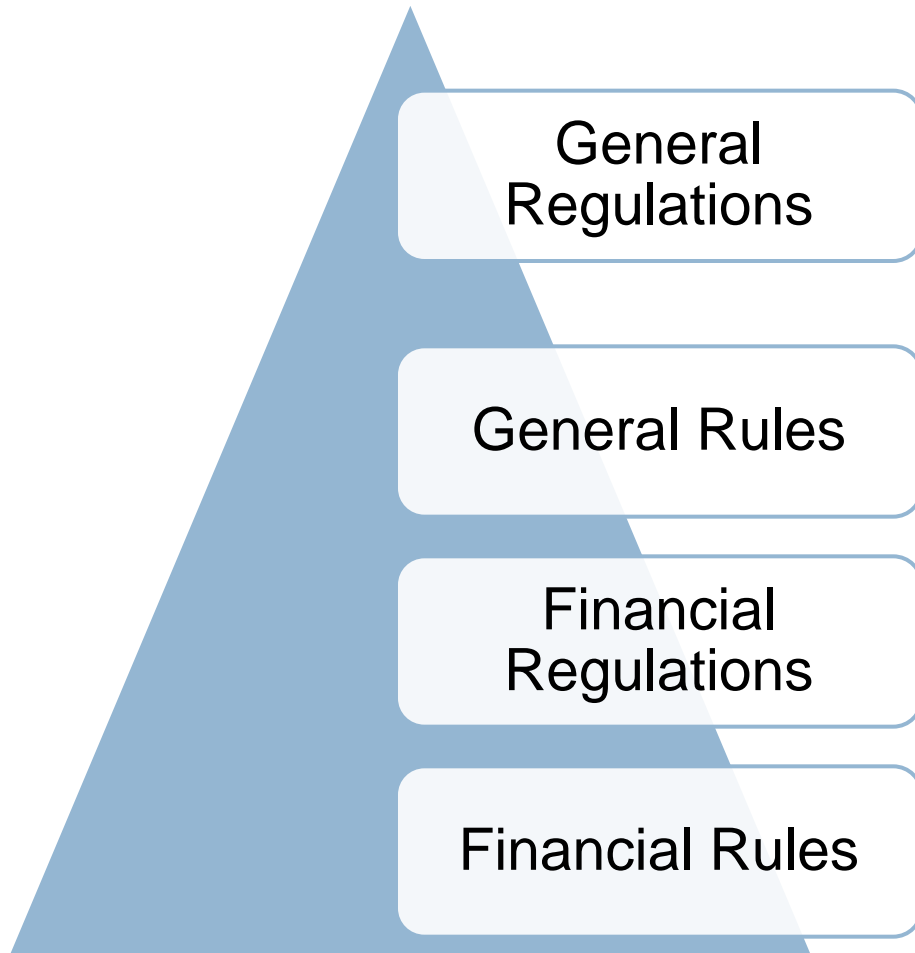 General
Regulations
General Rules
Financial
Regulations
Financial Rules